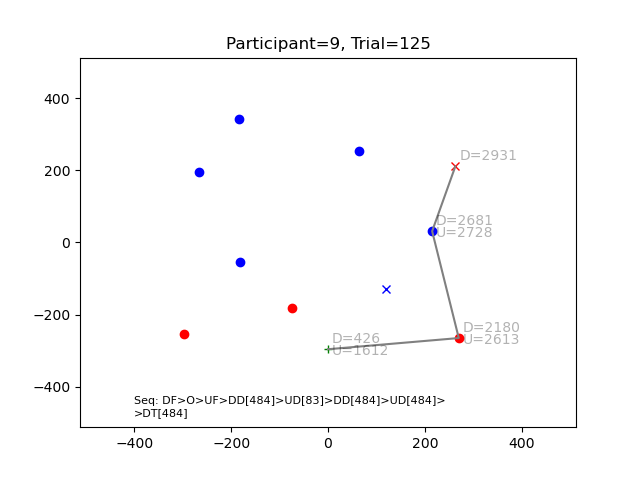 Participant=9, Trial=125
400
200
0
−200
−400
D=2931
D=2681
U=2728
D=2180
U=2613
D=426
U=1612
Seq: DF>O>UF>DD[484]>UD[83]>DD[484]>UD[484]>
>DT[484]
−400
−200
0
200
400